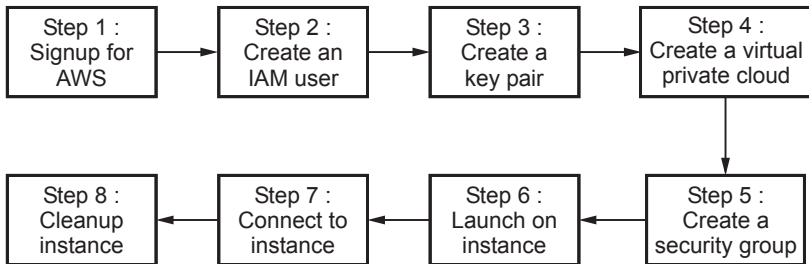 Step 1 :
Signup for
AWS
Step 2 :
Create an
IAM user
Step 3 :
Create a
key pair
Step 4 :
Create a virtual
private cloud
Step 5 :
Create a
security group
Step 6 :
Launch on
instance
Step 7 :
Connect to
instance
Step 8 :
Cleanup
instance